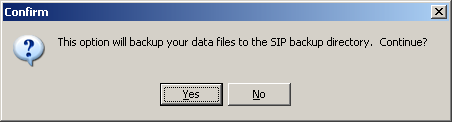 Confirm
This option will backup your data files to the SIP backup directory.  Continue?
Yes
No